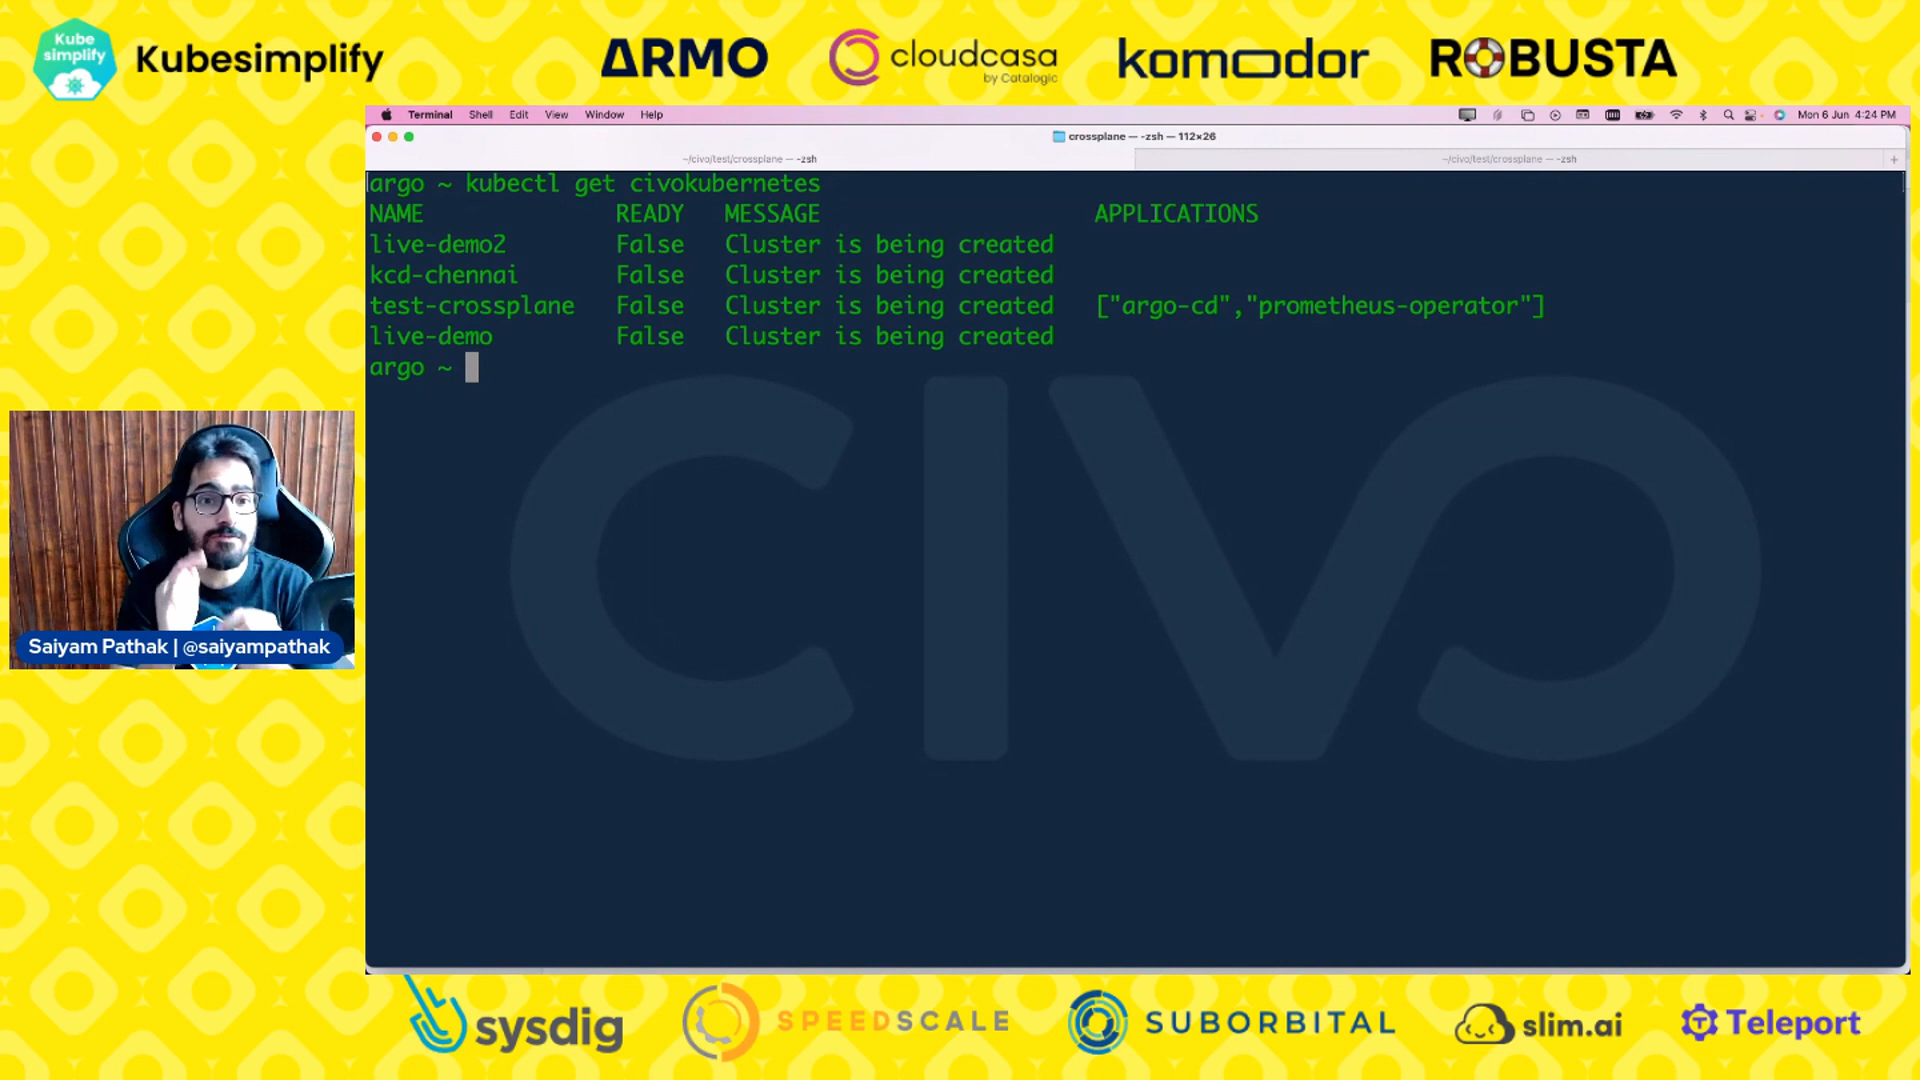 Kube
simplify
Kubesimplify
ARMO
cloudcasa
by Catalogic
komodor
ROBUSTA
Terminal Shell Edit View Window Help
Mon 6 Jun 4:24 PM
crossplane — -zsh — 112×26
~/civo/test/crossplane — -zsh
~/civo/test/crossplane — -zsh
+
argo ~ kubectl get civokubernetes
NAME READY MESSAGE APPLICATIONS
live-demo2 False Cluster is being created
kcd-chennai False Cluster is being created
test-crossplane False Cluster is being created ["argo-cd","prometheus-operator"]
live-demo False Cluster is being created
argo ~
CIVO
Saiyam Pathak | @saiyampathak
sysdig
SPEEDSCALE
SUBORBITAL
slim.ai
Teleport